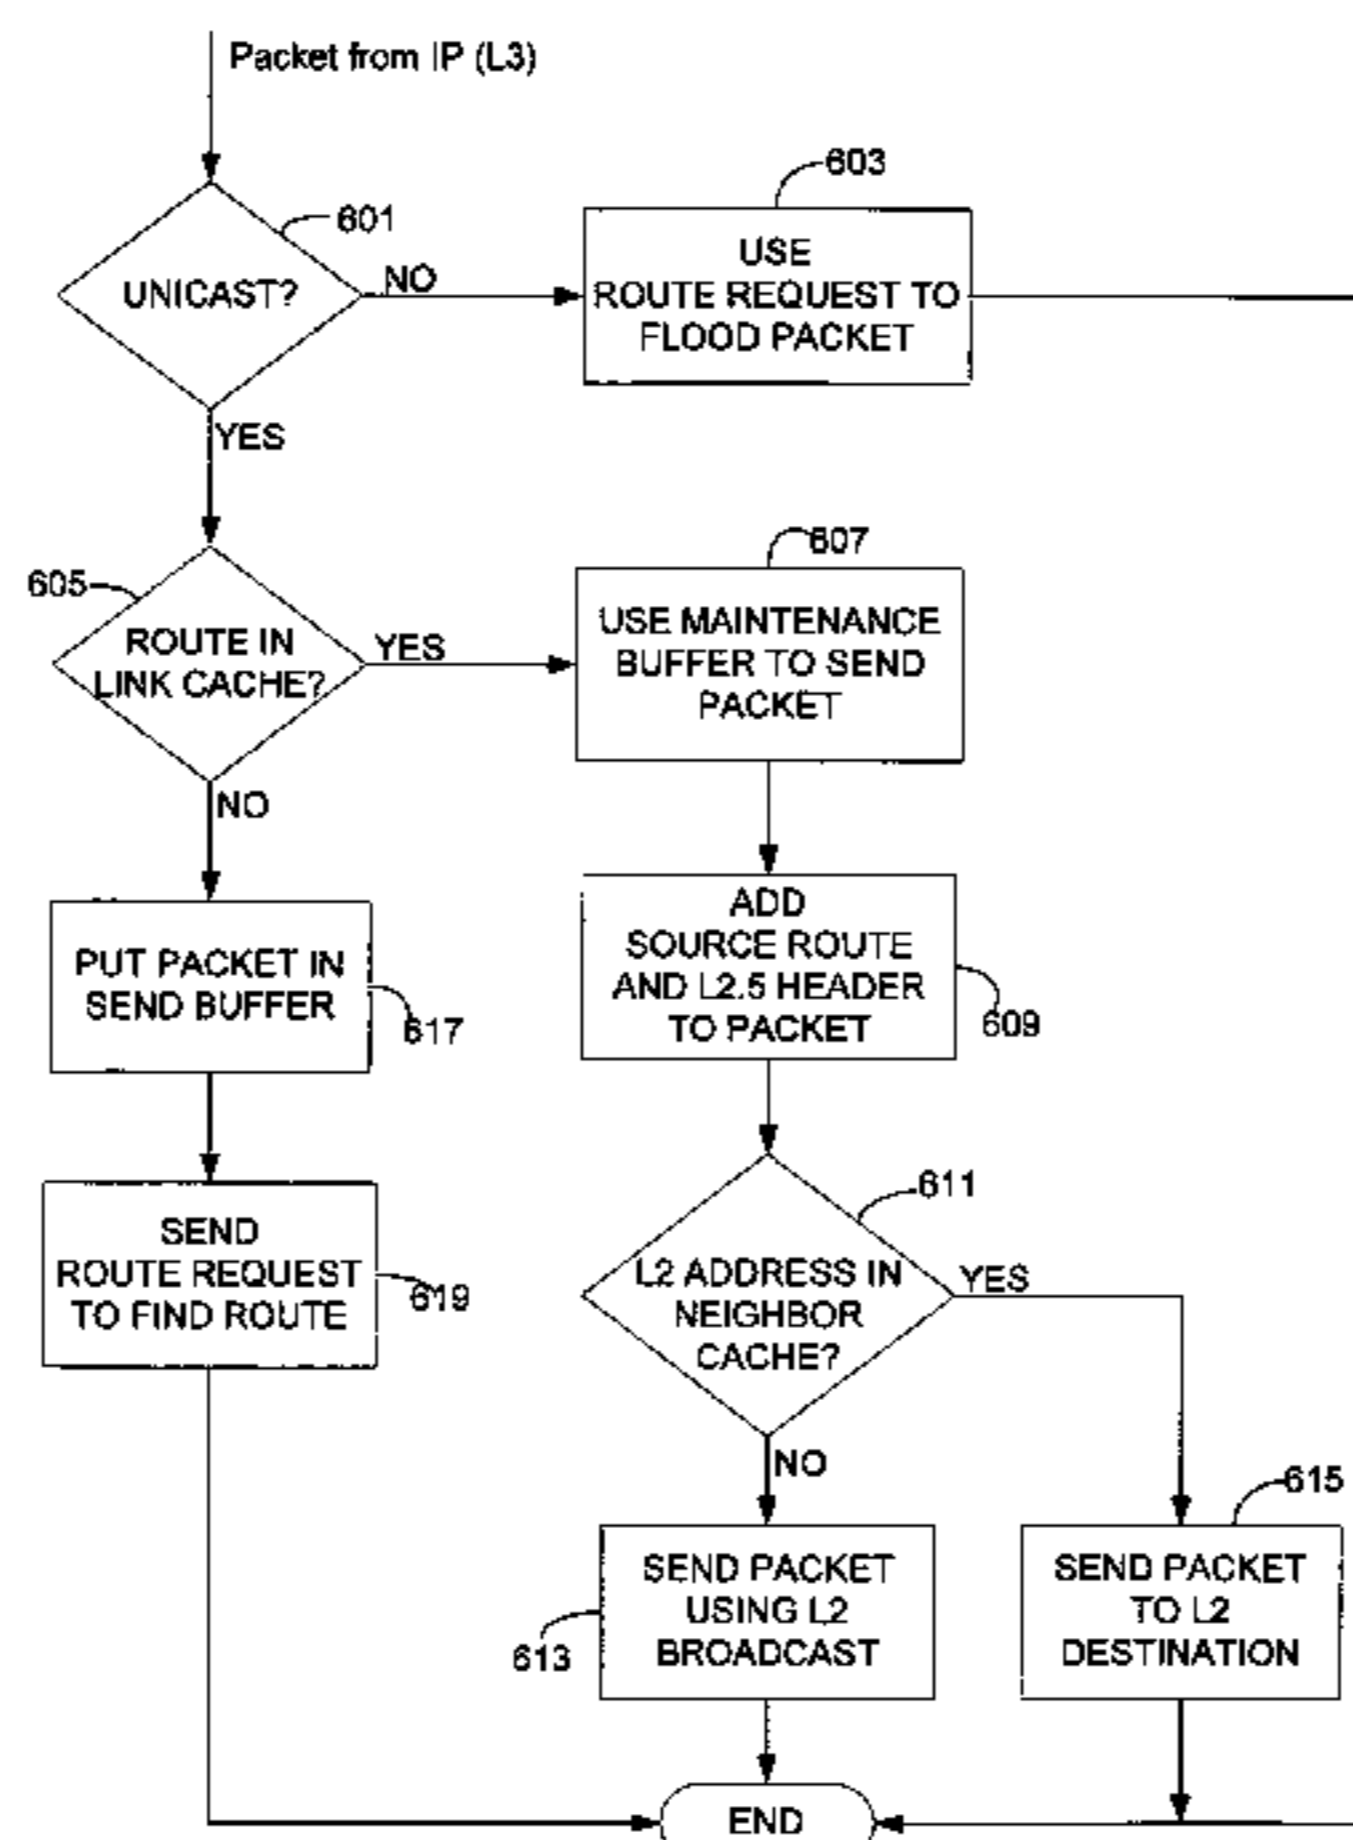 Packet from IP (L3)
601
603
UNICAST?
NO
USE
ROUTE REQUEST TO
FLOOD PACKET
YES
605
607
ROUTE IN
LINK CACHE?
YES
USE MAINTENANCE
BUFFER TO SEND
PACKET
NO
PUT PACKET IN
SEND BUFFER
617
ADD
SOURCE ROUTE
AND L2.5 HEADER
TO PACKET
609
SEND
ROUTE REQUEST
TO FIND ROUTE
619
611
L2 ADDRESS IN
NEIGHBOR
CACHE?
YES
NO
613
SEND PACKET
USING L2
BROADCAST
615
SEND PACKET
TO L2
DESTINATION
END